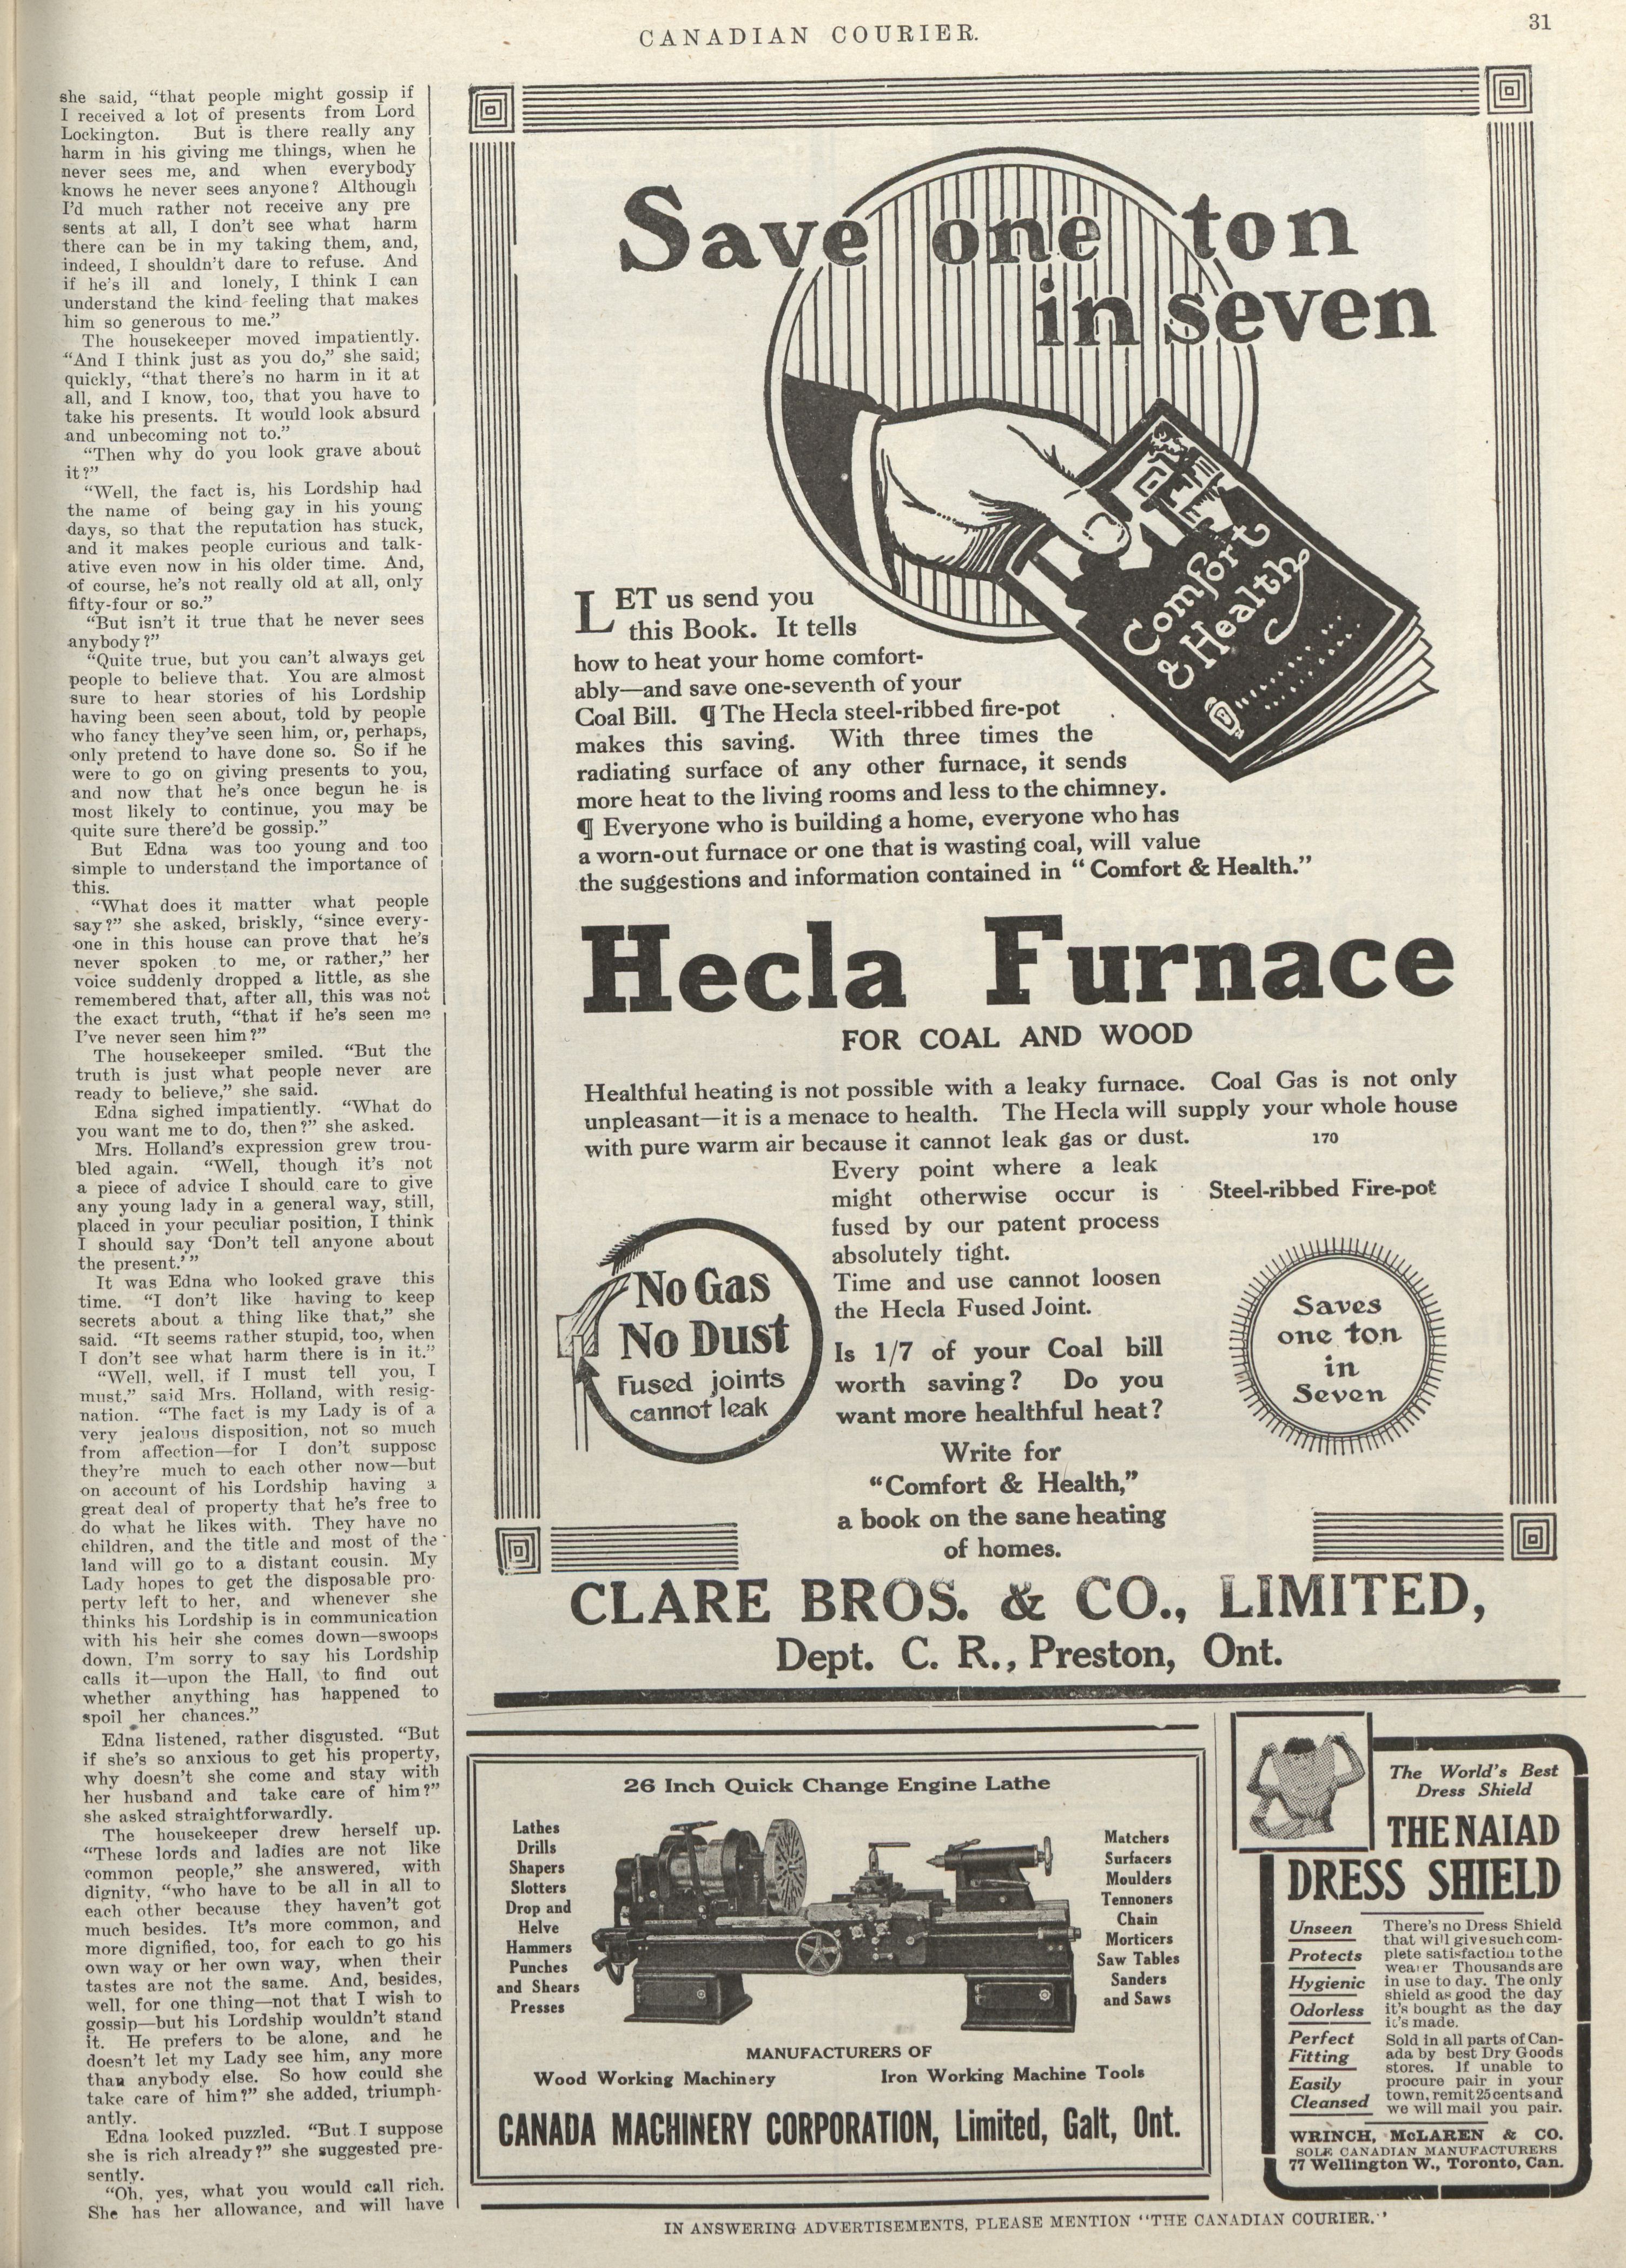 CANADIAN COURIER.
31
she said, “that people might gossip if
I received a lot of presents from Lord
Lockington. But is there really any
harm in his giving me things, when he
never sees me, and when everybody
knows he never sees anyone? Although
I’d much rather not receive any pre
sents at all, I don’t see what harm
there can be in my taking them, and,
indeed, I shouldn’t dare to refuse. And
if he’s ill and lonely, I think I can
understand the kind feeling that makes
him so generous to me.”
The housekeeper moved impatiently.
“And I think just as you do,” she said;
quickly, “that there’s no harm in it at
all, and I know, too, that you have to
take his presents. It would look absurd
and unbecoming not to.”
“Then why do you look grave about
it?”
“Well, the fact is, his Lordship had
the name of being gay in his young
days, so that the reputation has stuck,
and it makes people curious and talk-
ative even now in his older time. And,
of course, he’s not really old at all, only
fifty-four or so.”
“But isn’t it true that he never sees
anybody?”
“Quite true, but you can’t always get
people to believe that. You are almost
sure to hear stories of his Lordship
having been seen about, told by people
who fancy they’ve seen him, or, perhaps,
only pretend to have done so. So if he
were to go on giving presents to you,
and now that he’s once begun he is
most likely to continue, you may be
quite sure there’d be gossip.”
But Edna was too young and too
simple to understand the importance of
this.
“What does it matter what people
say?” she asked, briskly, “since every-
one in this house can prove that he’s
never spoken to me, or rather,” her
voice suddenly dropped a little, as she
remembered that, after all, this was not
the exact truth, “that if he’s seen me
I’ve never seen him?”
The housekeeper smiled. “But the
truth is just what people never are
ready to believe,” she said.
Edna sighed impatiently. “What do
you want me to do, then?” she asked.
Mrs. Holland’s expression grew trou-
bled again. “Well, though it’s not
a piece of advice I should care to give
any young lady in a general way, still,
placed in your peculiar position, I think
I should say ‘Don’t tell anyone about
the present.’”
It was Edna who looked grave this
time. “I don’t like having to keep
secrets about a thing like that,” she
said. “It seems rather stupid, too, when
I don’t see what harm there is in it.”
“Well, well, if I must tell you, I
must,” said Mrs. Holland, with resig-
nation. “The fact is my Lady is of a
very jealous disposition, not so much
from affection—for I don’t suppose
they’re much to each other now—but
on account of his Lordship having a
great deal of property that he’s free to
do what he likes with. They have no
children, and the title and most of the
land will go to a distant cousin. My
Lady hopes to get the disposable pro-
perty left to her, and whenever she
thinks his Lordship is in communication
with his heir she comes down—swoops
down, I’m sorry to say his Lordship
calls it—upon the Hall, to find out
whether anything has happened to
spoil her chances.”
Edna listened, rather disgusted. “But
if she’s so anxious to get his property,
why doesn’t she come and stay with
her husband and take care of him?”
she asked straightforwardly.
The housekeeper drew herself up.
“These lords and ladies are not like
common people,” she answered, with
dignity, “who have to be all in all to
each other because they haven’t got
much besides. It’s more common, and
more dignified, too, for each to go his
own way or her own way, when their
tastes are not the same. And, besides,
well, for one thing—not that I wish to
gossip—but his Lordship wouldn’t stand
it. He prefers to be alone, and he
doesn’t let my Lady see him, any more
than anybody else. So how could she
take care of him?” she added, triumph-
antly.
Edna looked puzzled. “But I suppose
she is rich already?” she suggested pre-
sently.
“Oh, yes, what you would call rich.
She has her allowance, and will have
Save one ton
in seven
Comfort
& Health
LET us send you
this Book. It tells
how to heat your home comfort-
ably—and save one-seventh of your
Coal Bill. ¶ The Hecla steel-ribbed fire-pot
makes this saving. With three times the
radiating surface of any other furnace, it sends
more heat to the living rooms and less to the chimney.
¶ Everyone who is building a home, everyone who has
a worn-out furnace or one that is wasting coal, will value
the suggestions and information contained in “Comfort & Health.”
Hecla Furnace
FOR COAL AND WOOD
Healthful heating is not possible with a leaky furnace. Coal Gas is not only
unpleasant—it is a menace to health. The Hecla will supply your whole house
with pure warm air because it cannot leak gas or dust. 170
Every point where a leak
might otherwise occur is
fused by our patent process
absolutely tight.
Time and use cannot loosen
the Hecla Fused Joint.
Is 1/7 of your Coal bill
worth saving? Do you
want more healthful heat?
Write for
“Comfort & Health,”
a book on the sane heating
of homes.
No Gas
No Dust
Fused joints
cannot leak
Steel-ribbed Fire-pot
Saves
one ton
in
Seven
CLARE BROS. & CO., LIMITED,
Dept. C. R., Preston, Ont.
26 Inch Quick Change Engine Lathe
Lathes
Drills
Shapers
Slotters
Drop and
Helve
Hammers
Punches
and Shears
Presses
Matchers
Surfacers
Moulders
Tennoners
Chain
Morticers
Saw Tables
Sanders
and Saws
MANUFACTURERS OF
Wood Working Machinery Iron Working Machine Tools
CANADA MACHINERY CORPORATION, Limited, Galt, Ont.
The World’s Best
Dress Shield
THE NAIAD
DRESS SHIELD
Unseen
Protects
Hygienic
Odorless
Perfect
Fitting
Easily
Cleansed
There’s no Dress Shield
that will give such com-
plete satisfaction to the
wearer Thousands are
in use to day. The only
shield as good the day
it’s bought as the day
it’s made.
Sold in all parts of Can-
ada by best Dry Goods
stores. If unable to
procure pair in your
town, remit 25 cents and
we will mail you pair.
WRINCH, McLAREN & CO.
SOLE CANADIAN MANUFACTURERS
77 Wellington W., Toronto, Can.
IN ANSWERING ADVERTISEMENTS, PLEASE MENTION “THE CANADIAN COURIER.”